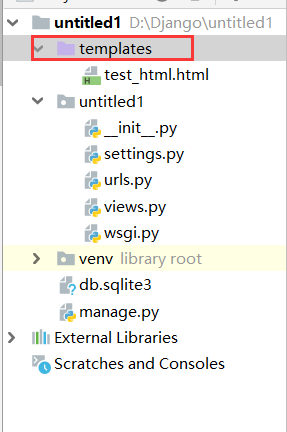 untitled1 D:\Django\untitled1
templates
test_html.html
untitled1
__init__.py
settings.py
urls.py
views.py
wsgi.py
venv library root
db.sqlite3
manage.py
External Libraries
Scratches and Consoles